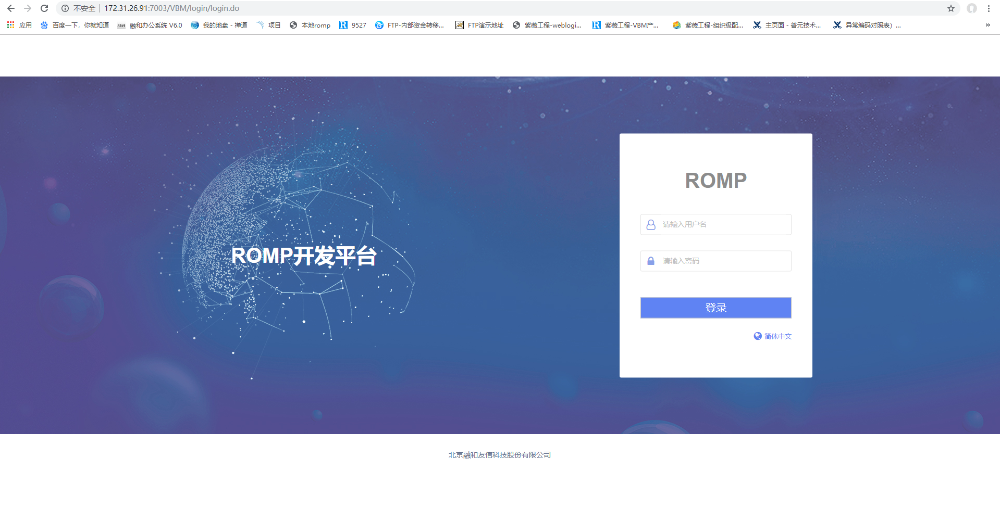 不安全 172.31.26.91:7003/VBM/login/login.do
应用 百度一下，你就知道 融和办公系统 V6.0 我的地盘 - 禅道 项目 本地romp 9527 FTP-内部资金转移... FTP演示地址 紫薇工程-weblogi... 紫薇工程-VBM产... 紫薇工程-组织级配... 主页面 - 普元技术... 异常编码对照表）... »
ROMP
请输入用户名
ROMP开发平台
请输入密码
登录
简体中文
北京融和友信科技股份有限公司